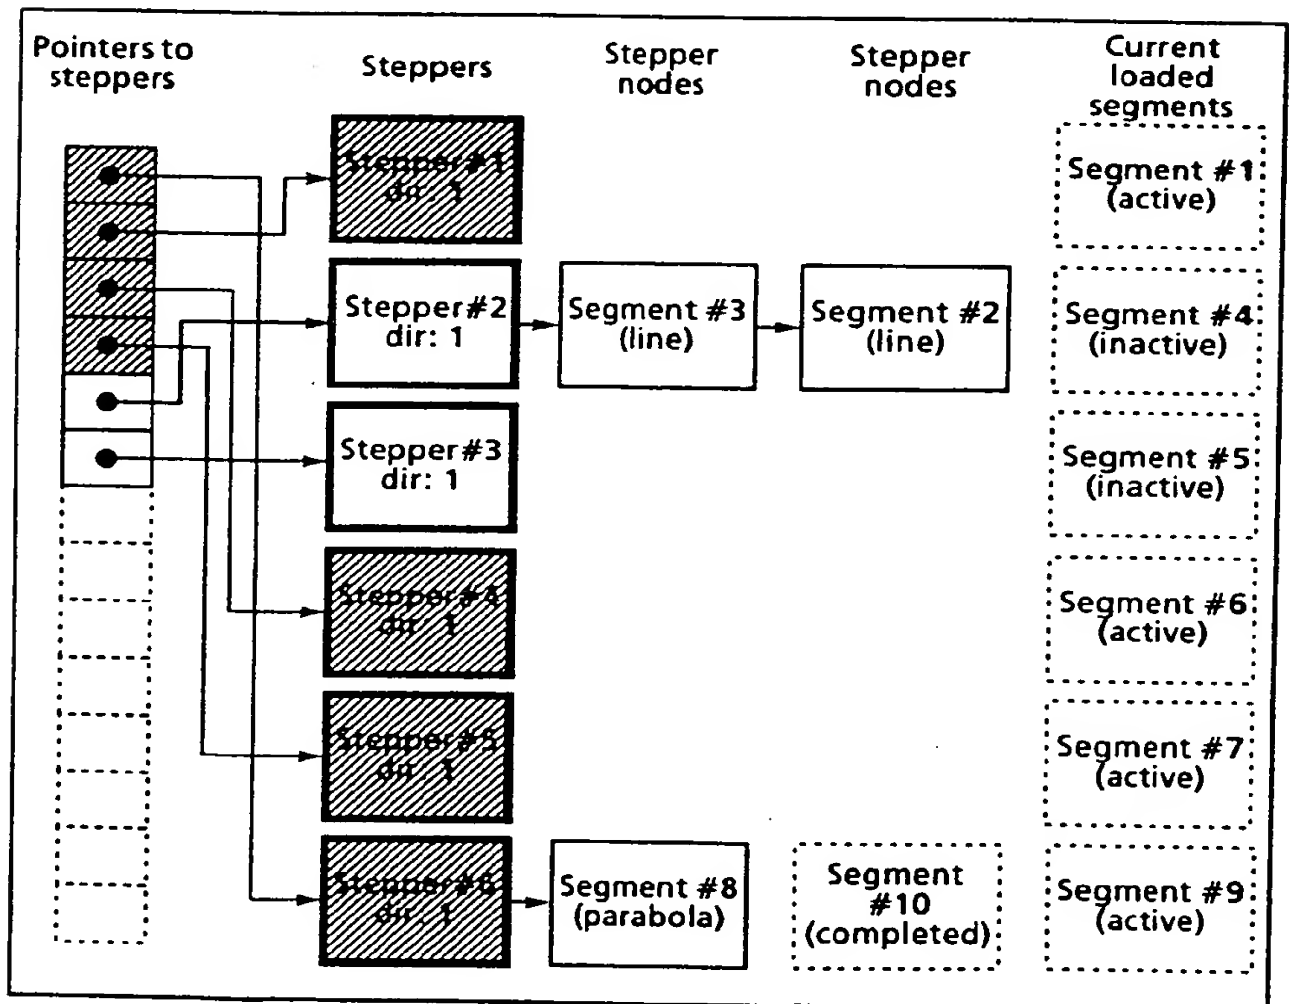 Pointers to
steppers
Steppers
Stepper
nodes
Stepper
nodes
Current
loaded
segments
Stepper#1
dir: 1
Segment #1
(active)
Stepper#2
dir: 1
Segment #3
(line)
Segment #2
(line)
Segment #4
(inactive)
Stepper#3
dir: 1
Segment #5
(inactive)
Stepper#4
dir: 1
Segment #6
(active)
Stepper#5
dir: 1
Segment #7
(active)
Stepper#6
dir: 1
Segment #8
(parabola)
Segment
#10
(completed)
Segment #9
(active)